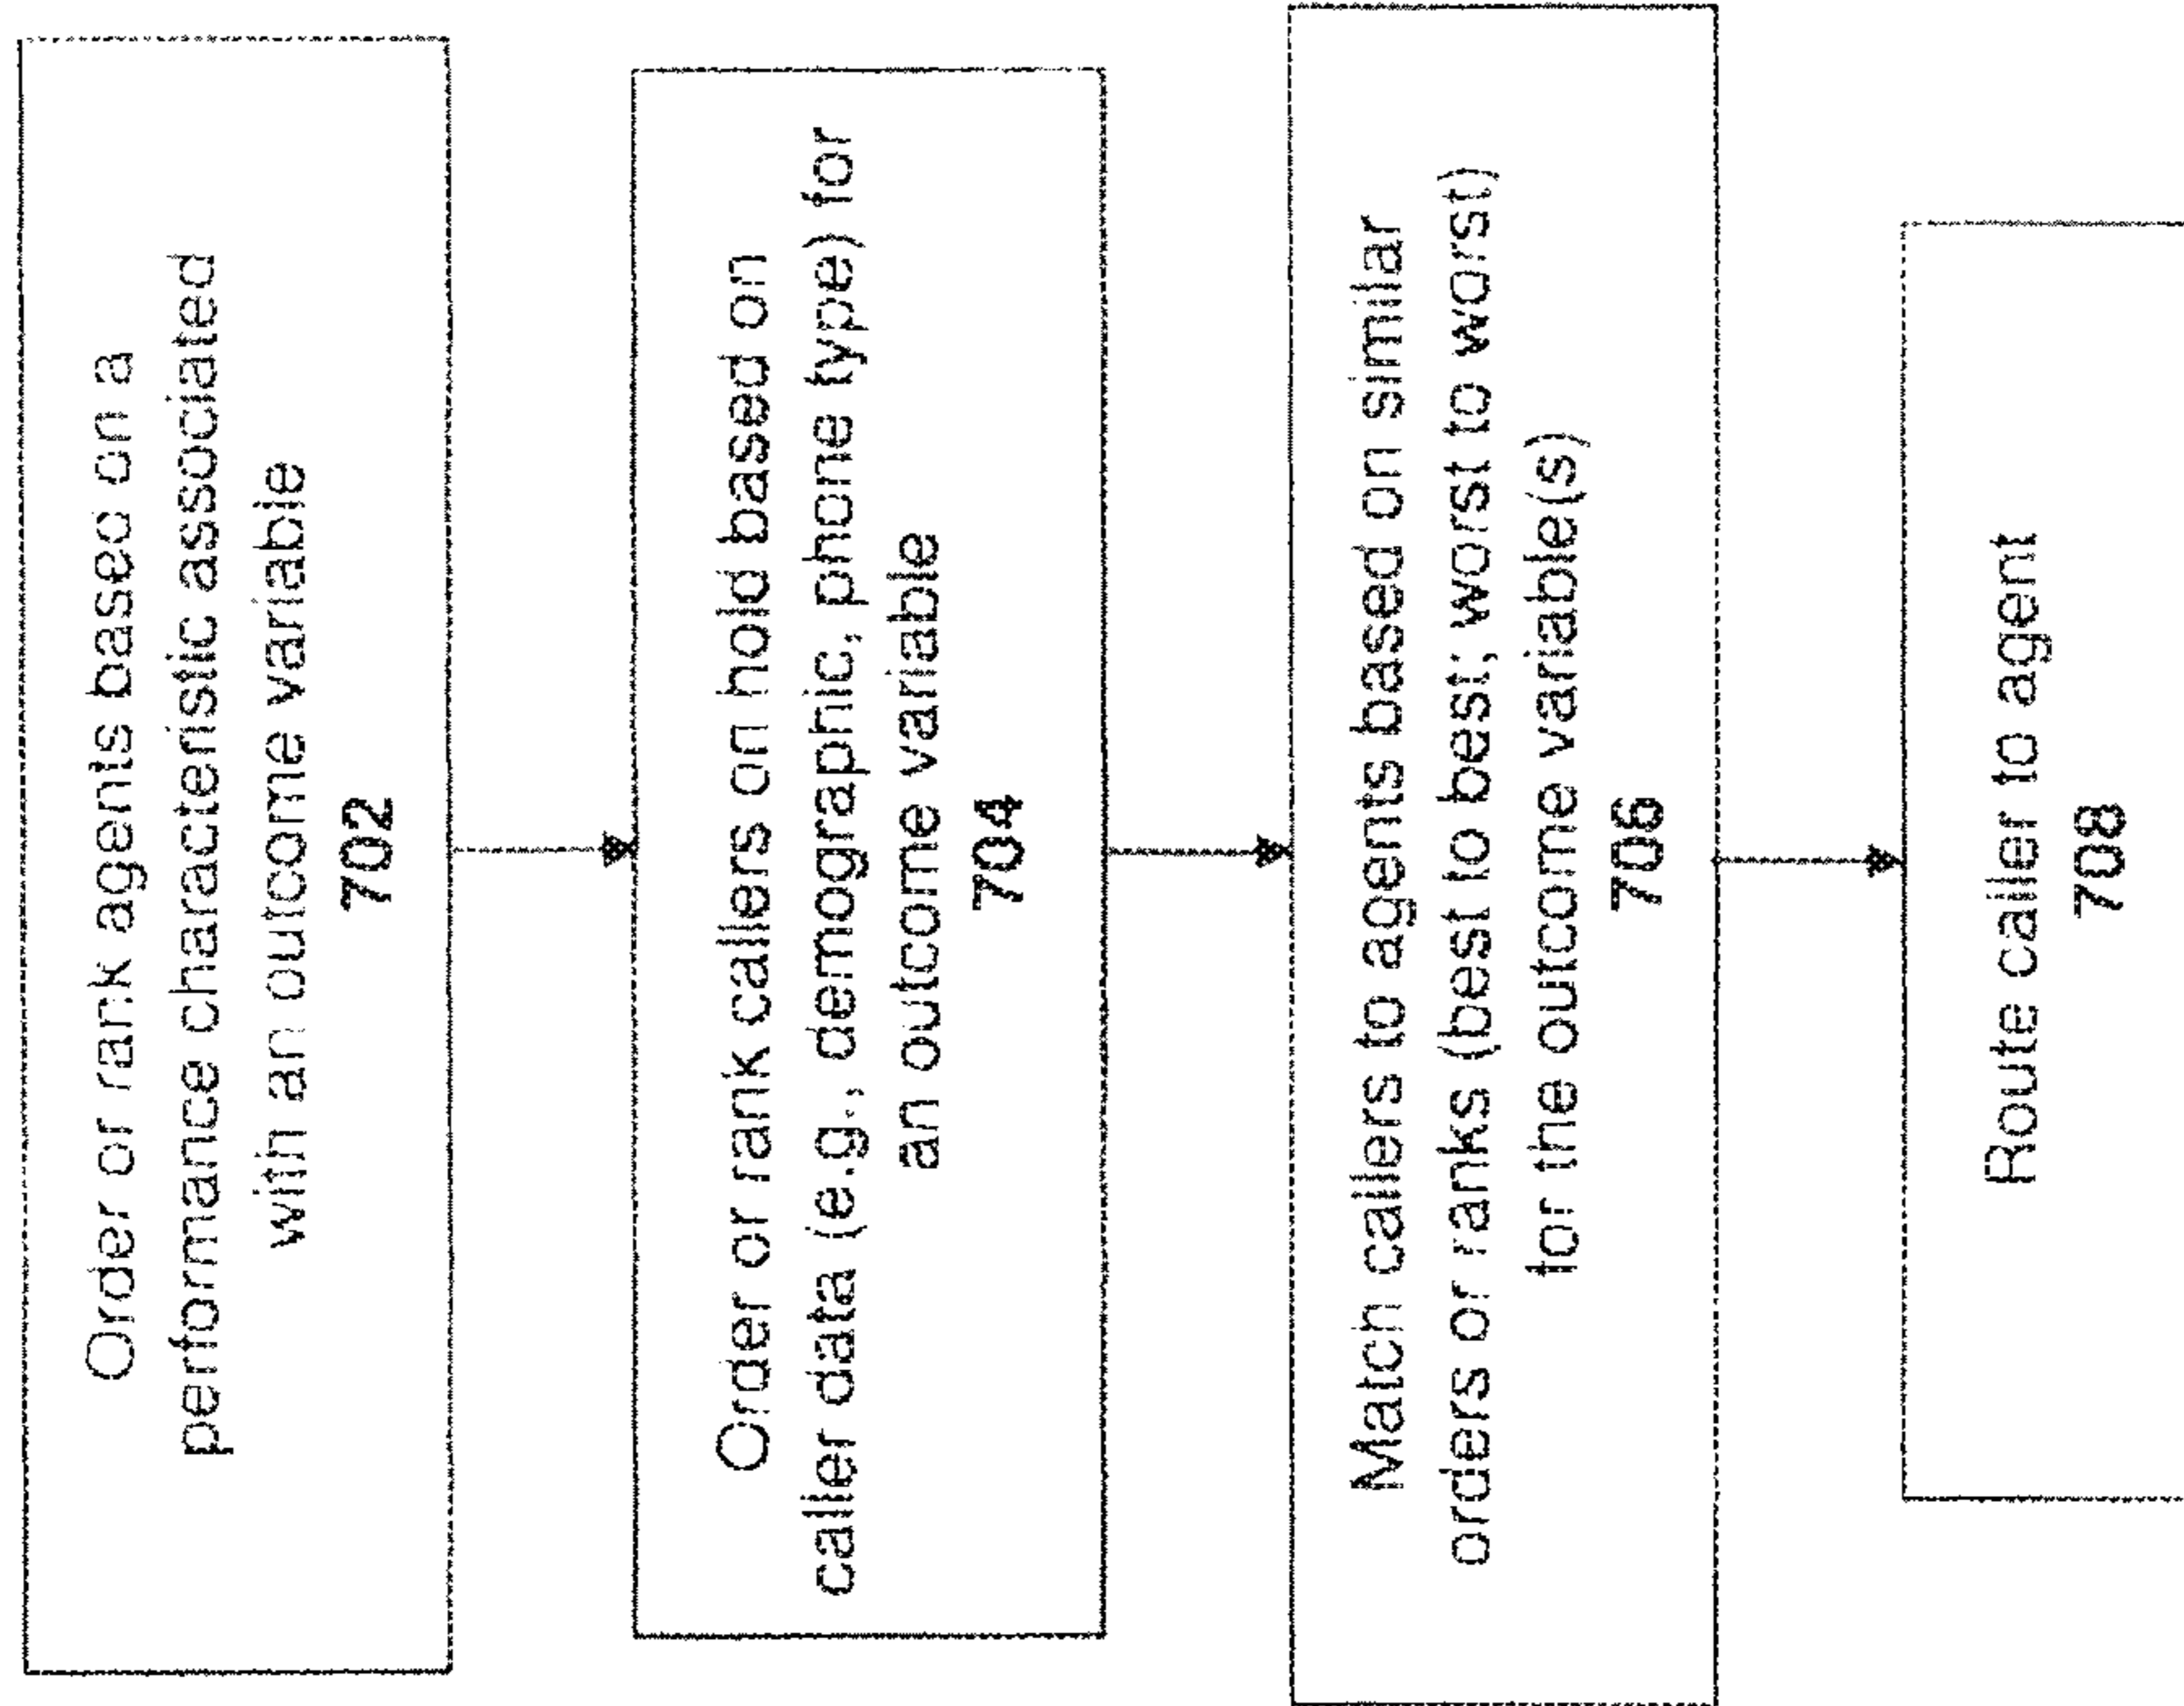 Order or rank agents based on a
performance characteristic associated
with an outcome variable
702
Order or rank callers on hold based on
caller data (e.g., demographic, phone type) for
an outcome variable
704
Match callers to agents based on similar
orders or ranks (best to best; worst to worst)
for the outcome variable(s)
706
Route caller to agent
708